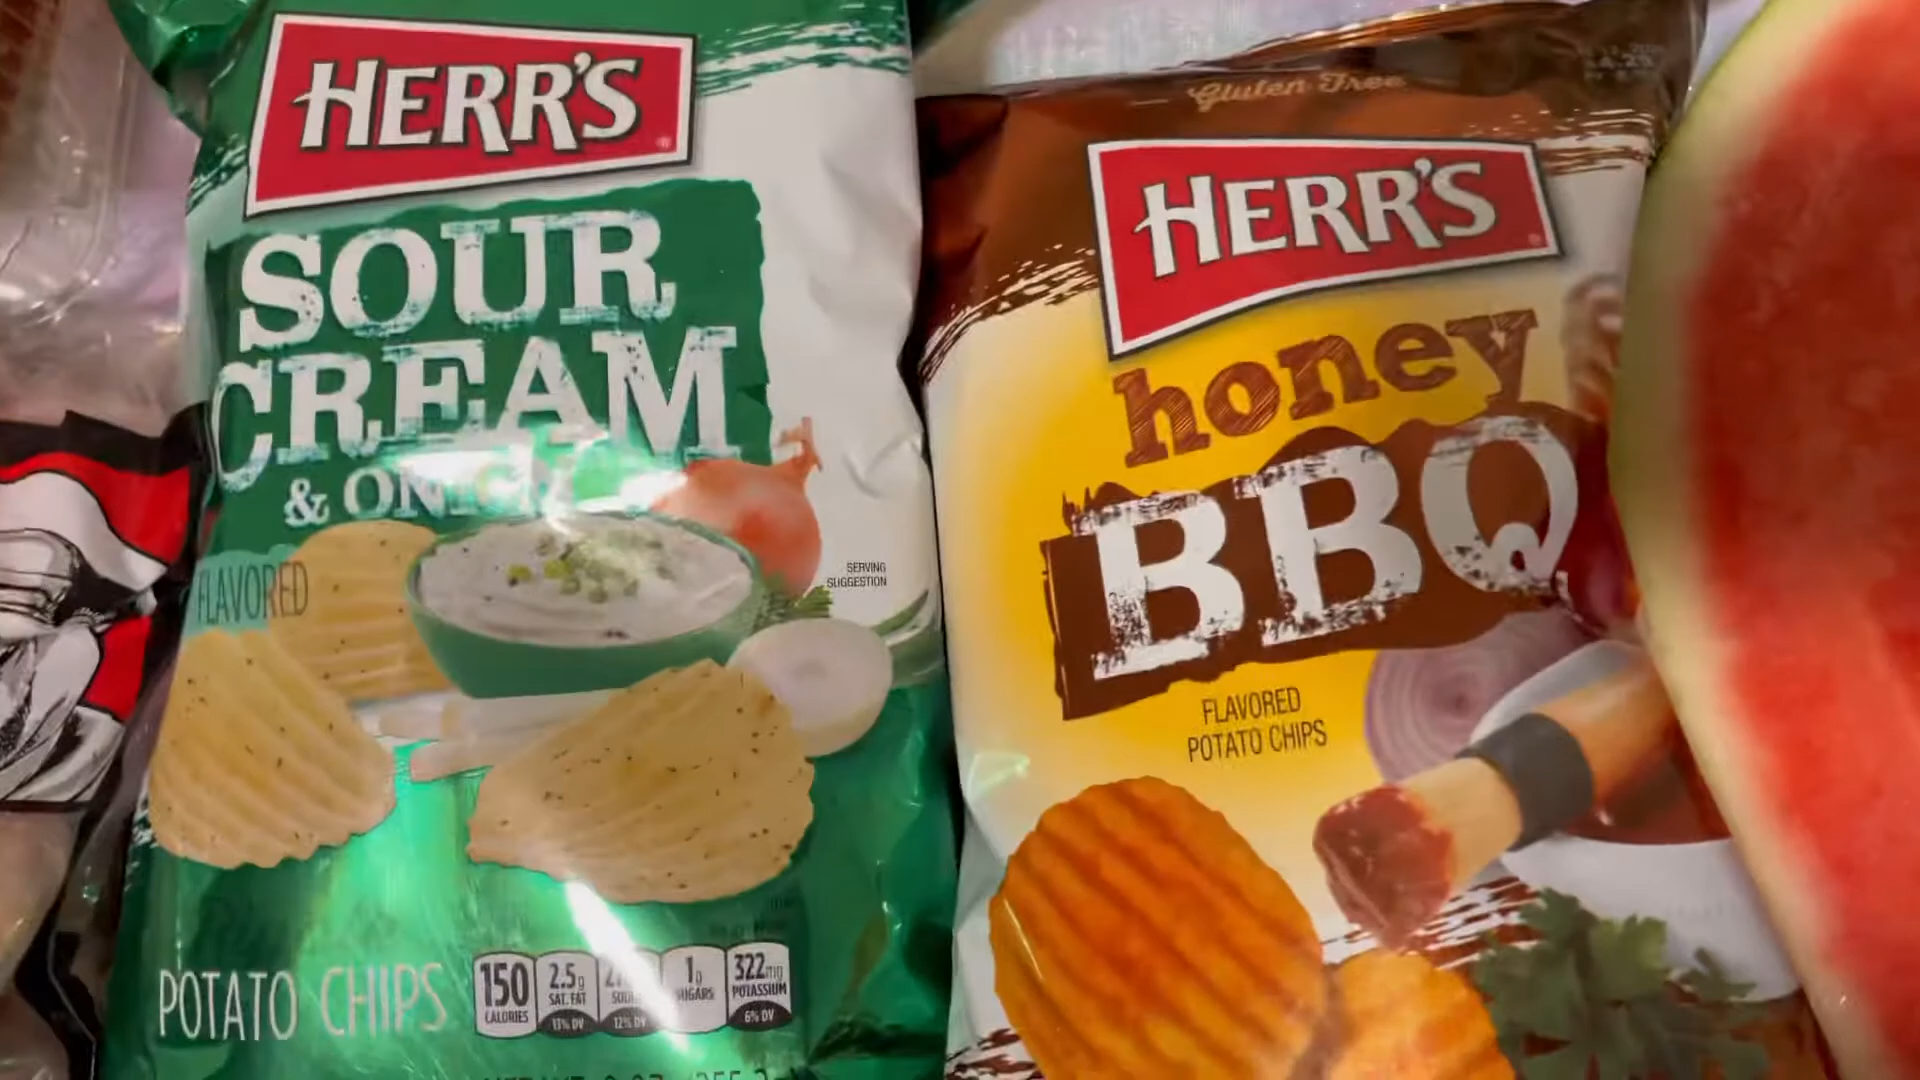 HERR'S
SOUR
CREAM
& ONION
FLAVORED
SERVING
SUGGESTION
POTATO CHIPS
150
CALORIES
2.5g
SAT. FAT
13% DV
12% DV
1g
SUGARS
322mg
POTASSIUM
6% DV
Gluten Free
HERR'S
honey
BBQ
FLAVORED
POTATO CHIPS